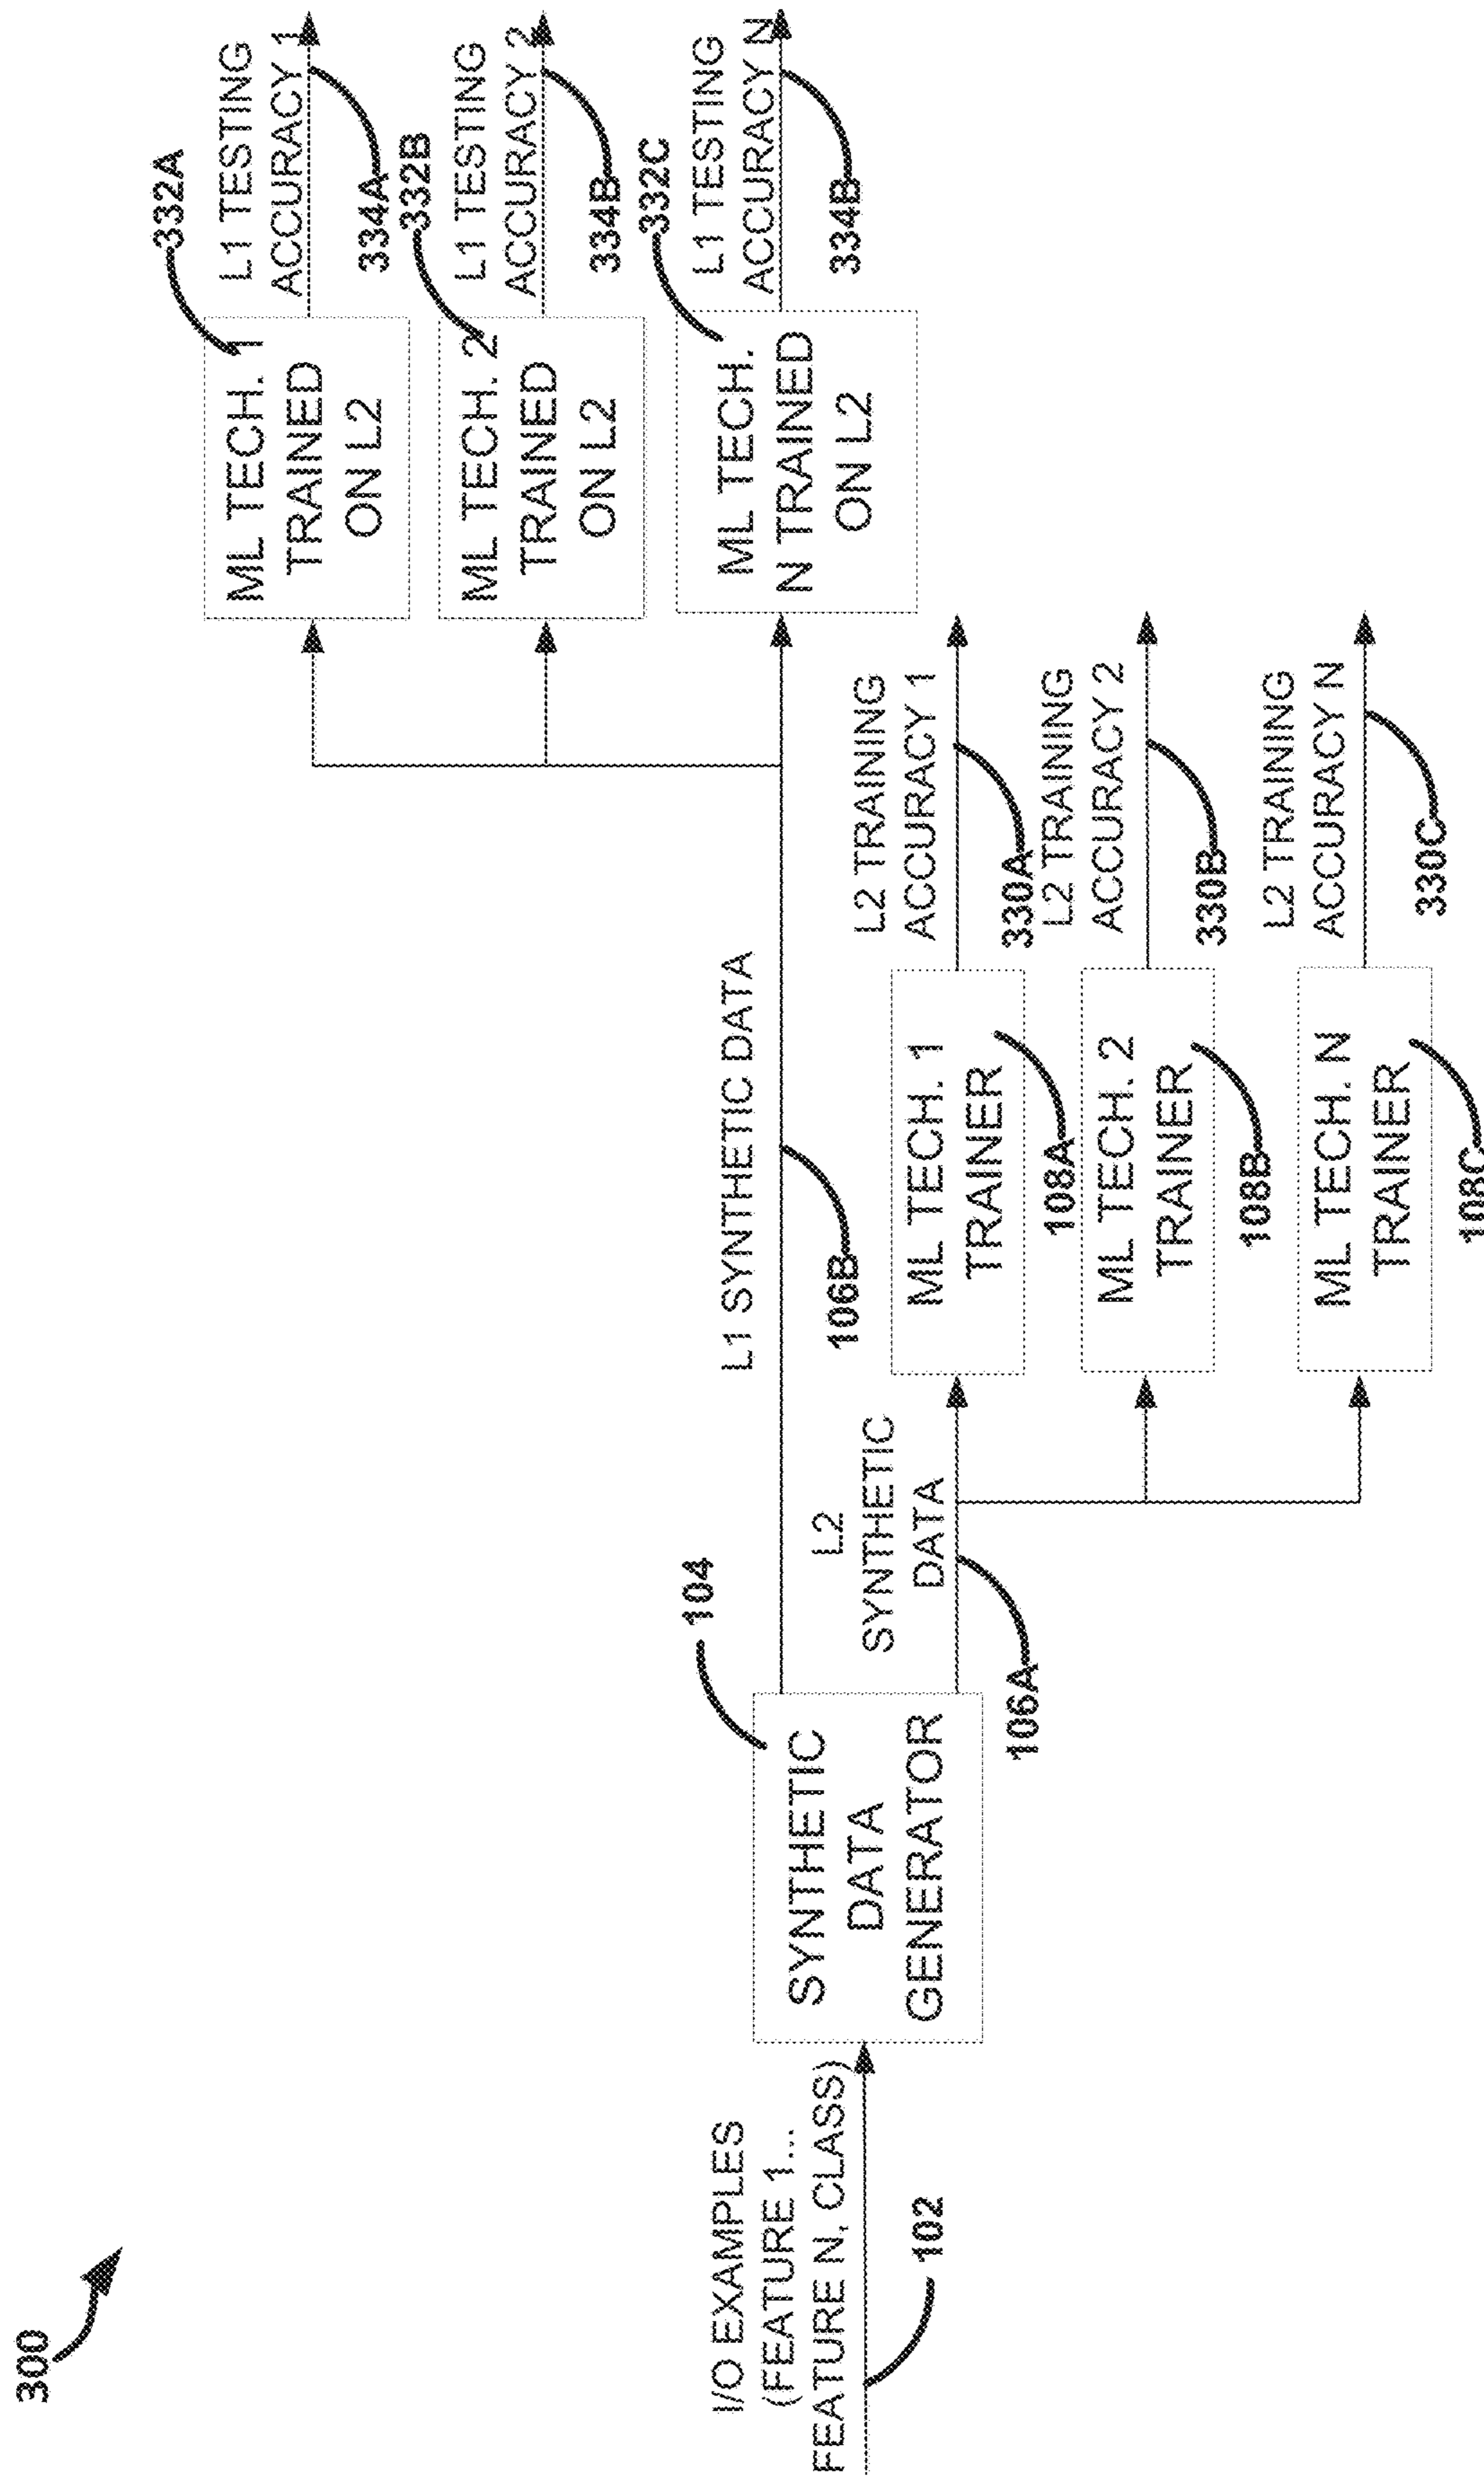 300
I/O EXAMPLES
(FEATURE 1...
FEATURE N, CLASS)
102
SYNTHETIC
DATA
GENERATOR
104
L1 SYNTHETIC DATA
106B
L2
SYNTHETIC
DATA
106A
ML TECH. 1
TRAINER
108A
ML TECH. 2
TRAINER
108B
ML TECH. N
TRAINER
108C
L2 TRAINING
ACCURACY 1
330A
L2 TRAINING
ACCURACY 2
330B
L2 TRAINING
ACCURACY N
330C
ML TECH. 1
TRAINED
ON L2
332A
ML TECH. 2
TRAINED
ON L2
332B
ML TECH.
N TRAINED
ON L2
332C
L1 TESTING
ACCURACY 1
334A
L1 TESTING
ACCURACY 2
334B
L1 TESTING
ACCURACY N
334B